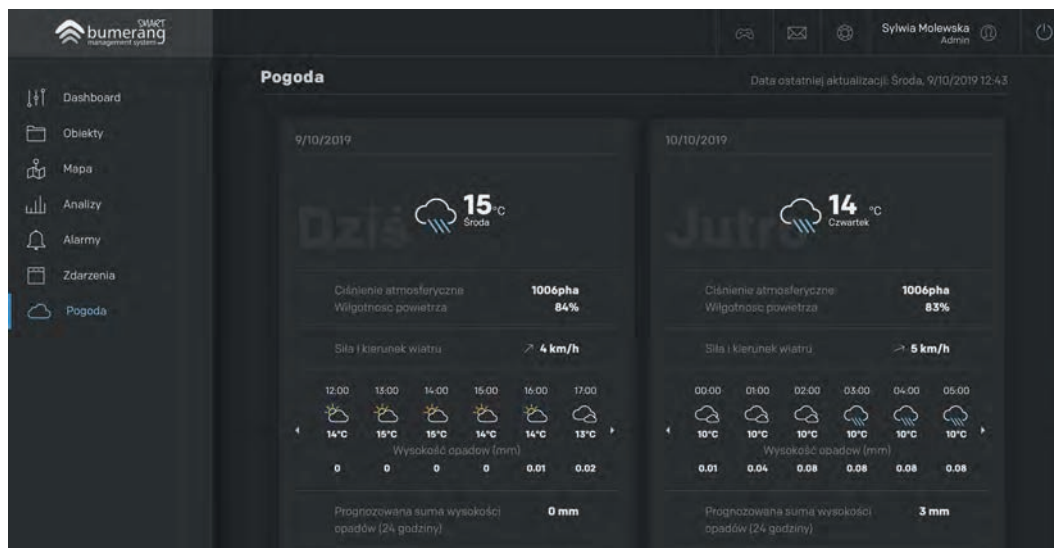 SMART
bumerang
management system
Sylwia Molewska
Admin
Dashboard
Obiekty
Mapa
Analizy
Alarmy
Zdarzenia
Pogoda
Pogoda
Data ostatniej aktualizacji: Środa, 9/10/2019 12:43
9/10/2019
Dziś
15 °C
Środa
Ciśnienie atmosferyczne 1006pha
Wilgotnosc powietrza 84%
Siła i kierunek wiatru 4 km/h
12:00 13:00 14:00 15:00 16:00 17:00
14°C 15°C 15°C 14°C 14°C 13°C
Wysokość opadow (mm)
0 0 0 0 0.01 0.02
Prognozowana suma wysokości 0 mm
opadów (24 godziny)
10/10/2019
Jutro
14 °C
Czwartek
Ciśnienie atmosferyczne 1006pha
Wilgotnosc powietrza 83%
Siła i kierunek wiatru 5 km/h
00:00 01:00 02:00 03:00 04:00 05:00
10°C 10°C 10°C 10°C 10°C 10°C
Wysokość opadow (mm)
0.01 0.04 0.08 0.08 0.08 0.08
Prognozowana suma wysokości 3 mm
opadów (24 godziny)